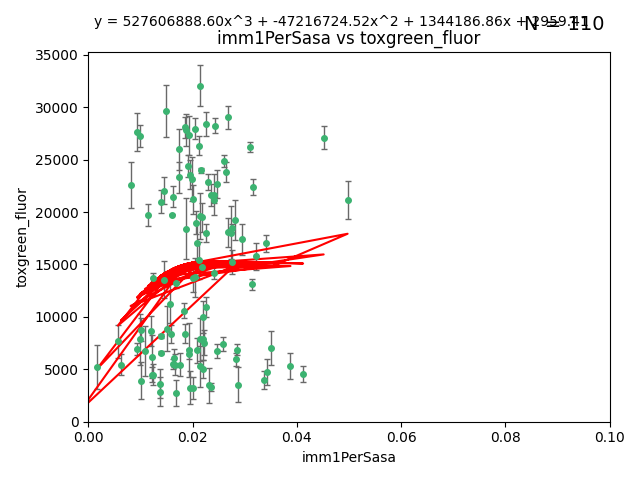 y = 527606888.60x^3 + -47216724.52x^2 + 1344186.86x +
N = 110
imm1PerSasa vs toxgreen_fluor
35000
30000
25000
20000
15000
10000
5000
0
toxgreen_fluor
0.00 0.02 0.04 0.06 0.08 0.10
imm1PerSasa